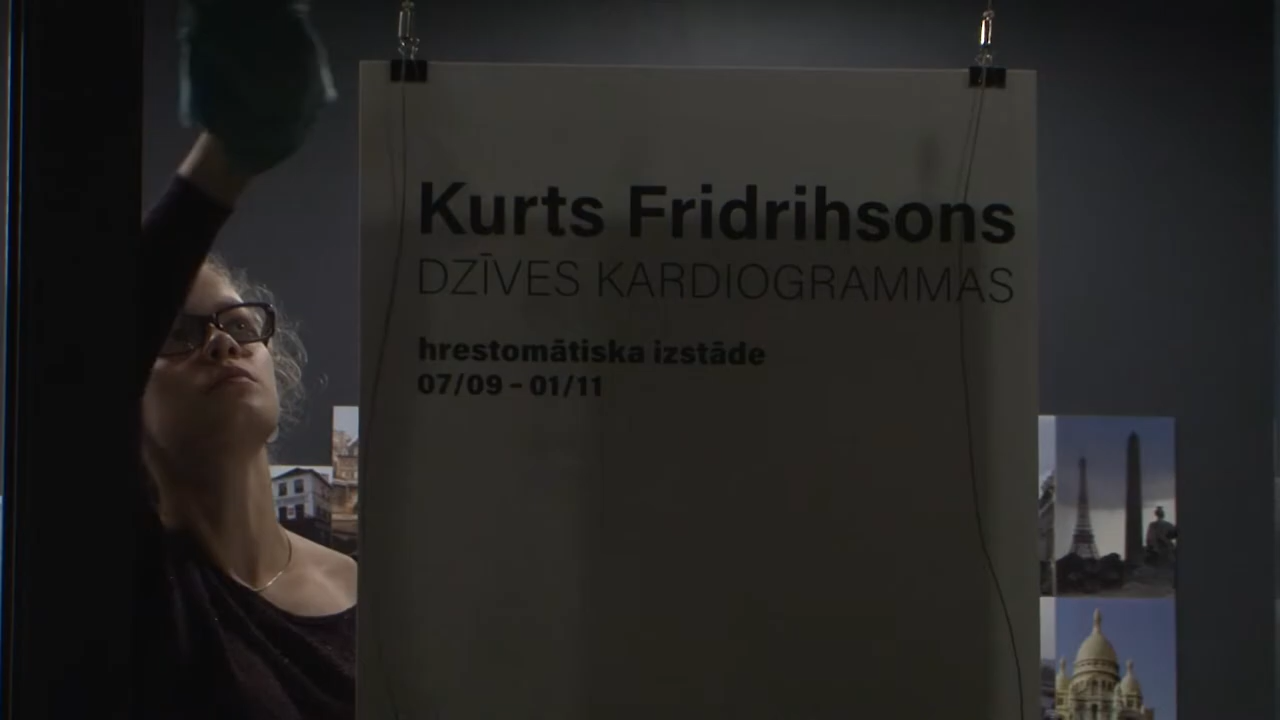 Kurts Fridrihsons
DZĪVES KARDIOGRAMMAS
hrestomātiska izstāde
07/09 – 01/11